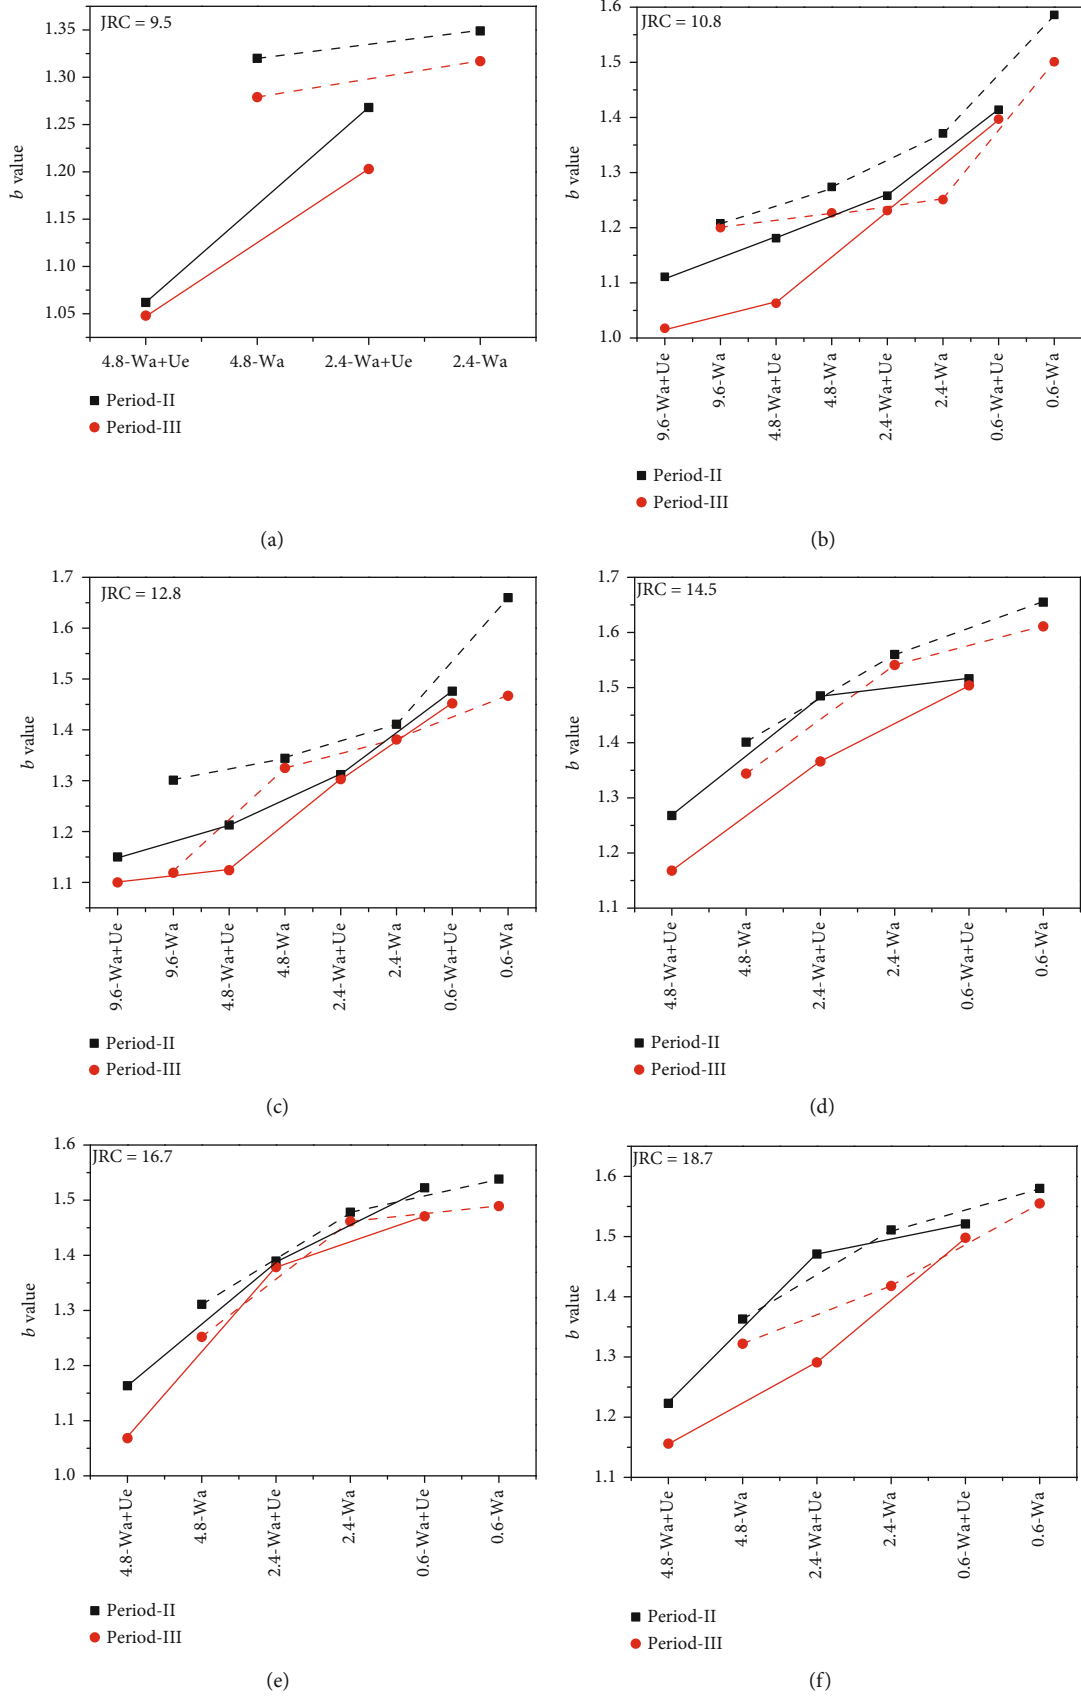 JRC = 9.5
b value
1.35
1.30
1.25
1.20
1.15
1.10
1.05
4.8-Wa+Ue
4.8-Wa
2.4-Wa+Ue
2.4-Wa
Period-II
Period-III
(a)
JRC = 10.8
b value
1.6
1.5
1.4
1.3
1.2
1.1
1.0
9.6-Wa+Ue
9.6-Wa
4.8-Wa+Ue
4.8-Wa
2.4-Wa+Ue
2.4-Wa
0.6-Wa+Ue
0.6-Wa
Period-II
Period-III
(b)
JRC = 12.8
b value
1.7
1.6
1.5
1.4
1.3
1.2
1.1
9.6-Wa+Ue
9.6-Wa
4.8-Wa+Ue
4.8-Wa
2.4-Wa+Ue
2.4-Wa
0.6-Wa+Ue
0.6-Wa
Period-II
Period-III
(c)
JRC = 14.5
b value
1.7
1.6
1.5
1.4
1.3
1.2
1.1
4.8-Wa+Ue
4.8-Wa
2.4-Wa+Ue
2.4-Wa
0.6-Wa+Ue
0.6-Wa
Period-II
Period-III
(d)
JRC = 16.7
b value
1.6
1.5
1.4
1.3
1.2
1.1
1.0
4.8-Wa+Ue
4.8-Wa
2.4-Wa+Ue
2.4-Wa
0.6-Wa+Ue
0.6-Wa
Period-II
Period-III
(e)
JRC = 18.7
b value
1.6
1.5
1.4
1.3
1.2
1.1
4.8-Wa+Ue
4.8-Wa
2.4-Wa+Ue
2.4-Wa
0.6-Wa+Ue
0.6-Wa
Period-II
Period-III
(f)